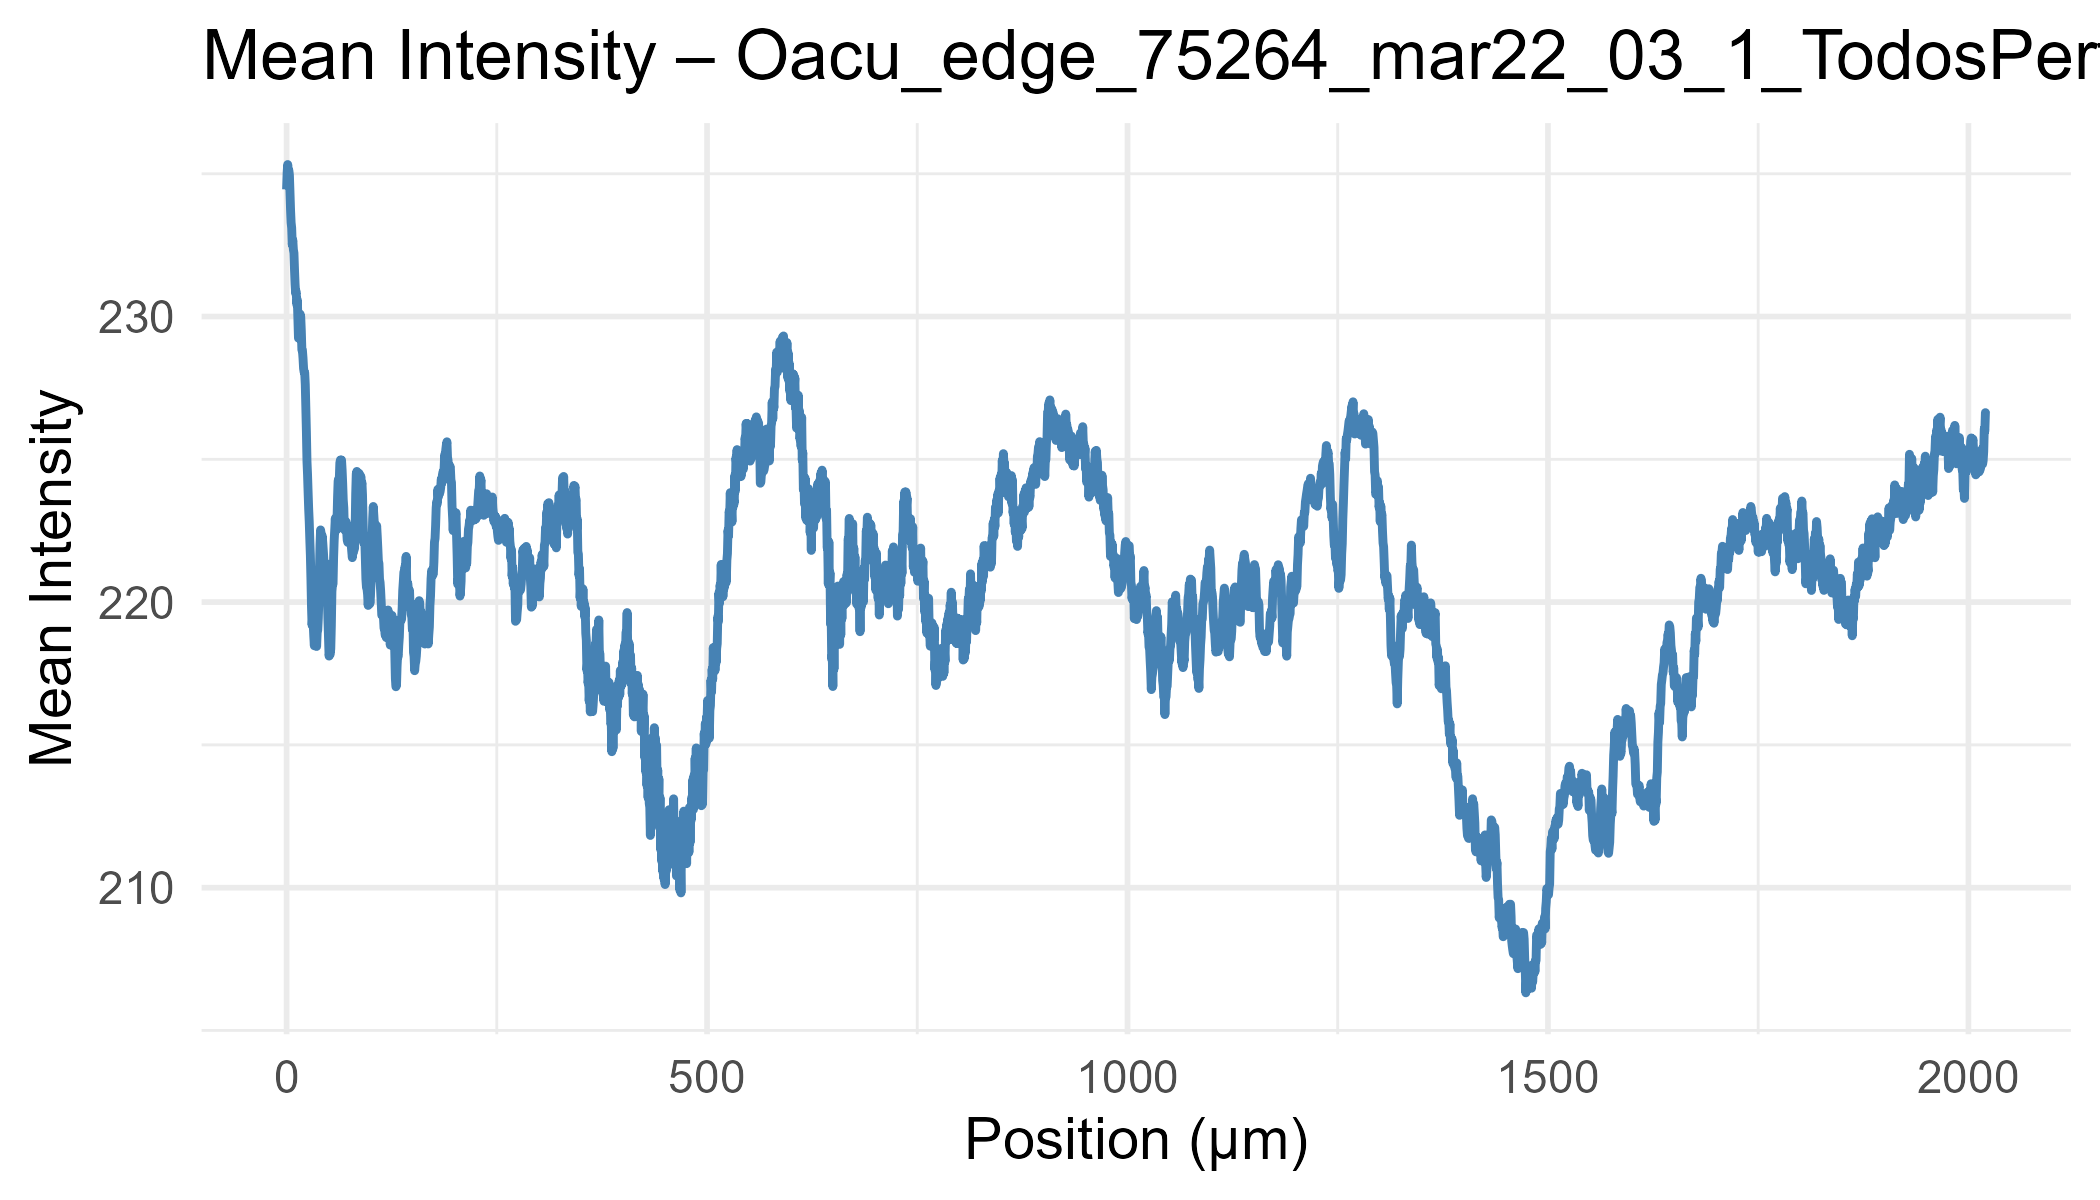 Mean Intensity – Oacu_edge_75264_mar22_03_1_TodosPer
Mean Intensity
230
220
210
0 500 1000 1500 2000
Position (µm)